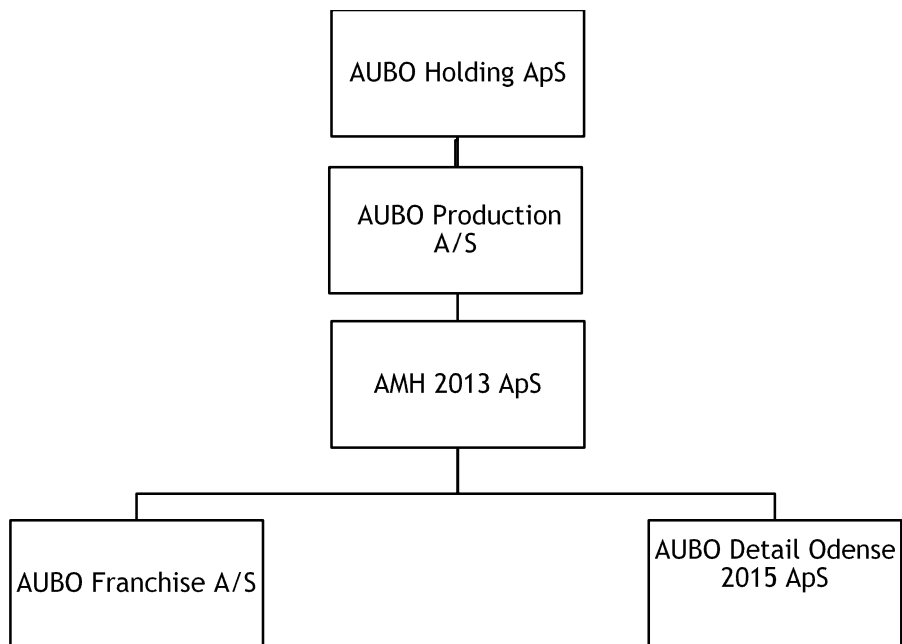 AUBO Holding ApS
AUBO Production
A/S
AMH 2013 ApS
AUBO Franchise A/S
AUBO Detail Odense
2015 ApS